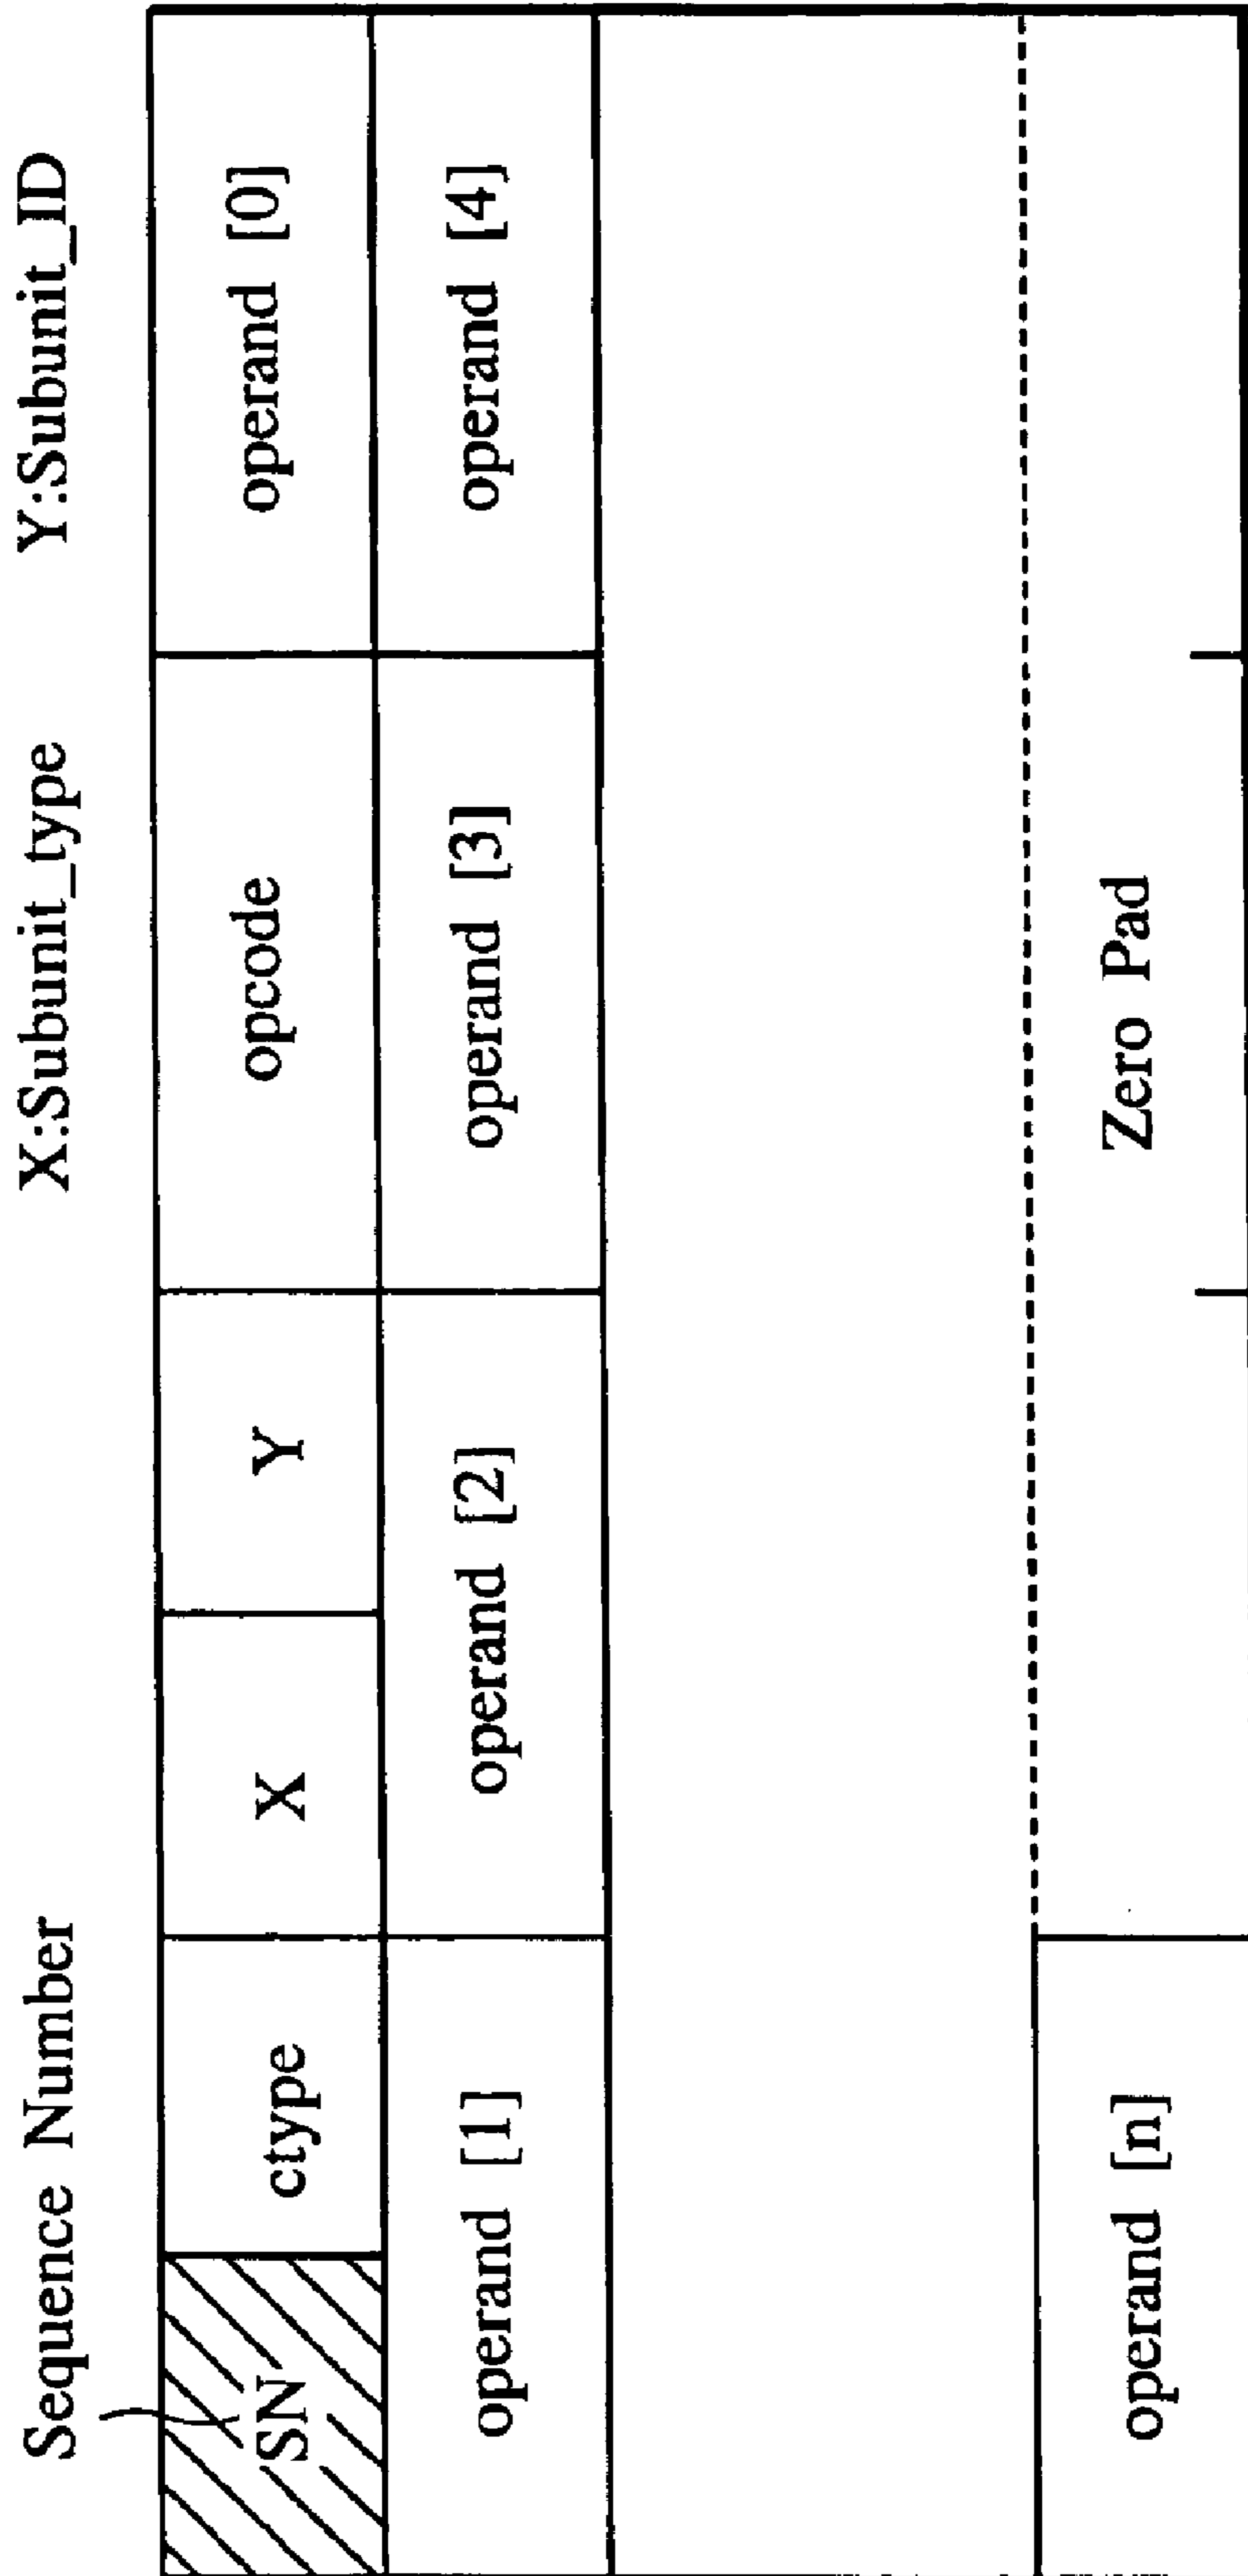 Sequence Number X:Subunit_type Y:Subunit_ID
SN ctype X Y opcode operand [0]
operand [1] operand [2] operand [3] operand [4]
operand [n] Zero Pad